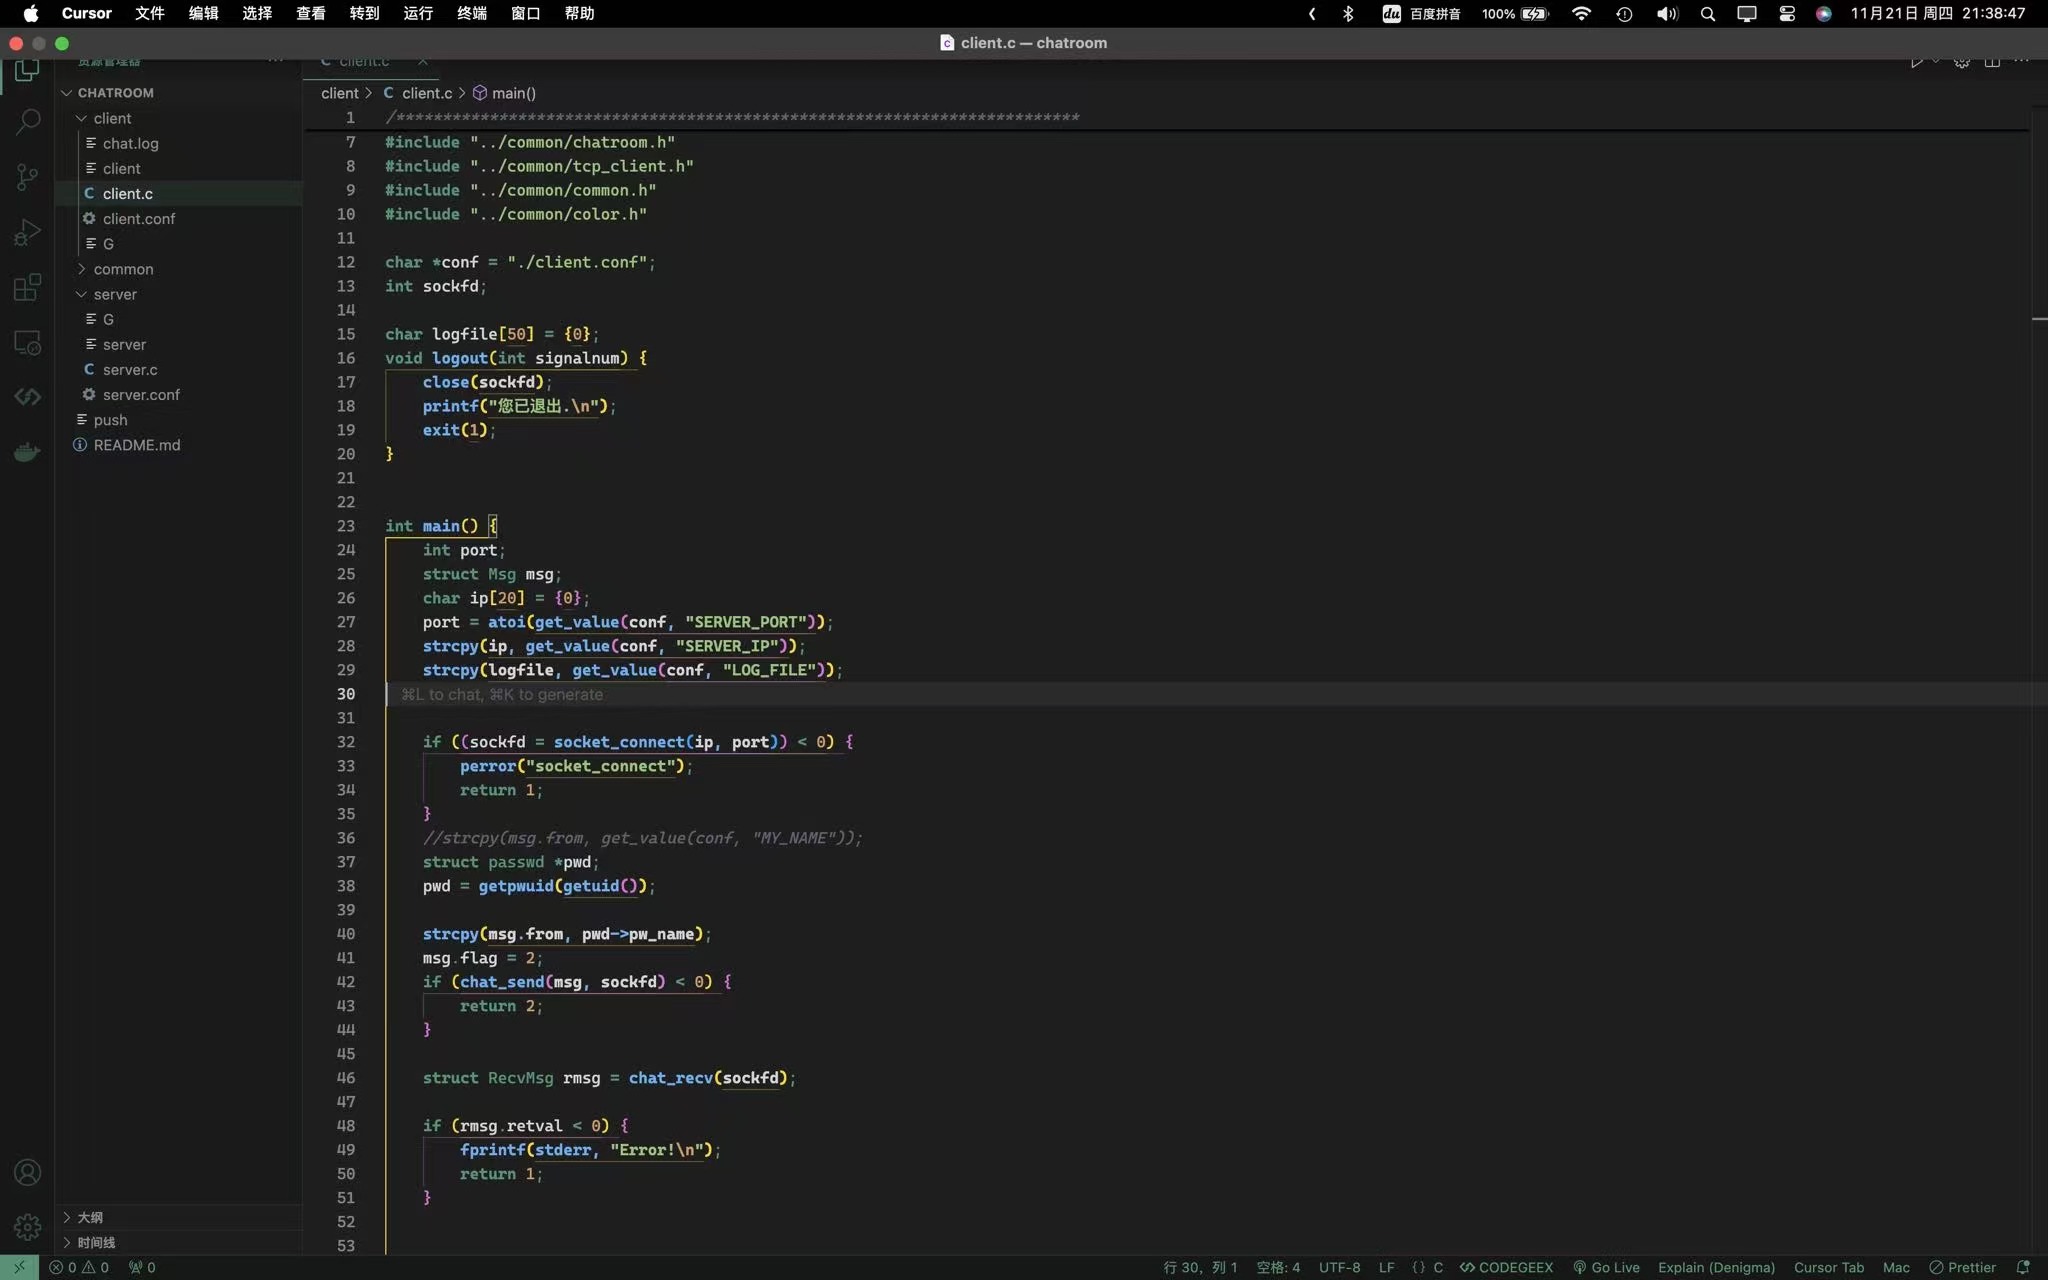 Cursor 文件 编辑 选择 查看 转到 运行 终端 窗口 帮助 du 百度拼音 100% 11月21日 周四 21:38:47
client.c — chatroom
资源管理器
client.c
CHATROOM
client
chat.log
client
client.c
client.conf
G
common
server
G
server
server.c
server.conf
push
README.md
大纲
时间线
client > C client.c > main()
1 /*************************************************************************
7 #include "../common/chatroom.h"
8 #include "../common/tcp_client.h"
9 #include "../common/common.h"
10 #include "../common/color.h"
11
12 char *conf = "./client.conf";
13 int sockfd;
14
15 char logfile[50] = {0};
16 void logout(int signalnum) {
17     close(sockfd);
18     printf("您已退出.\n");
19     exit(1);
20 }
21
22
23 int main() {
24     int port;
25     struct Msg msg;
26     char ip[20] = {0};
27     port = atoi(get_value(conf, "SERVER_PORT"));
28     strcpy(ip, get_value(conf, "SERVER_IP"));
29     strcpy(logfile, get_value(conf, "LOG_FILE"));
30 ⌘L to chat, ⌘K to generate
31
32     if ((sockfd = socket_connect(ip, port)) < 0) {
33         perror("socket_connect");
34         return 1;
35     }
36     //strcpy(msg.from, get_value(conf, "MY_NAME"));
37     struct passwd *pwd;
38     pwd = getpwuid(getuid());
39
40     strcpy(msg.from, pwd->pw_name);
41     msg.flag = 2;
42     if (chat_send(msg, sockfd) < 0) {
43         return 2;
44     }
45
46     struct RecvMsg rmsg = chat_recv(sockfd);
47
48     if (rmsg.retval < 0) {
49         fprintf(stderr, "Error!\n");
50         return 1;
51     }
52
53
0 0 0 行 30, 列 1 空格: 4 UTF-8 LF {} C CODEGEEX Go Live Explain (Denigma) Cursor Tab Mac Prettier